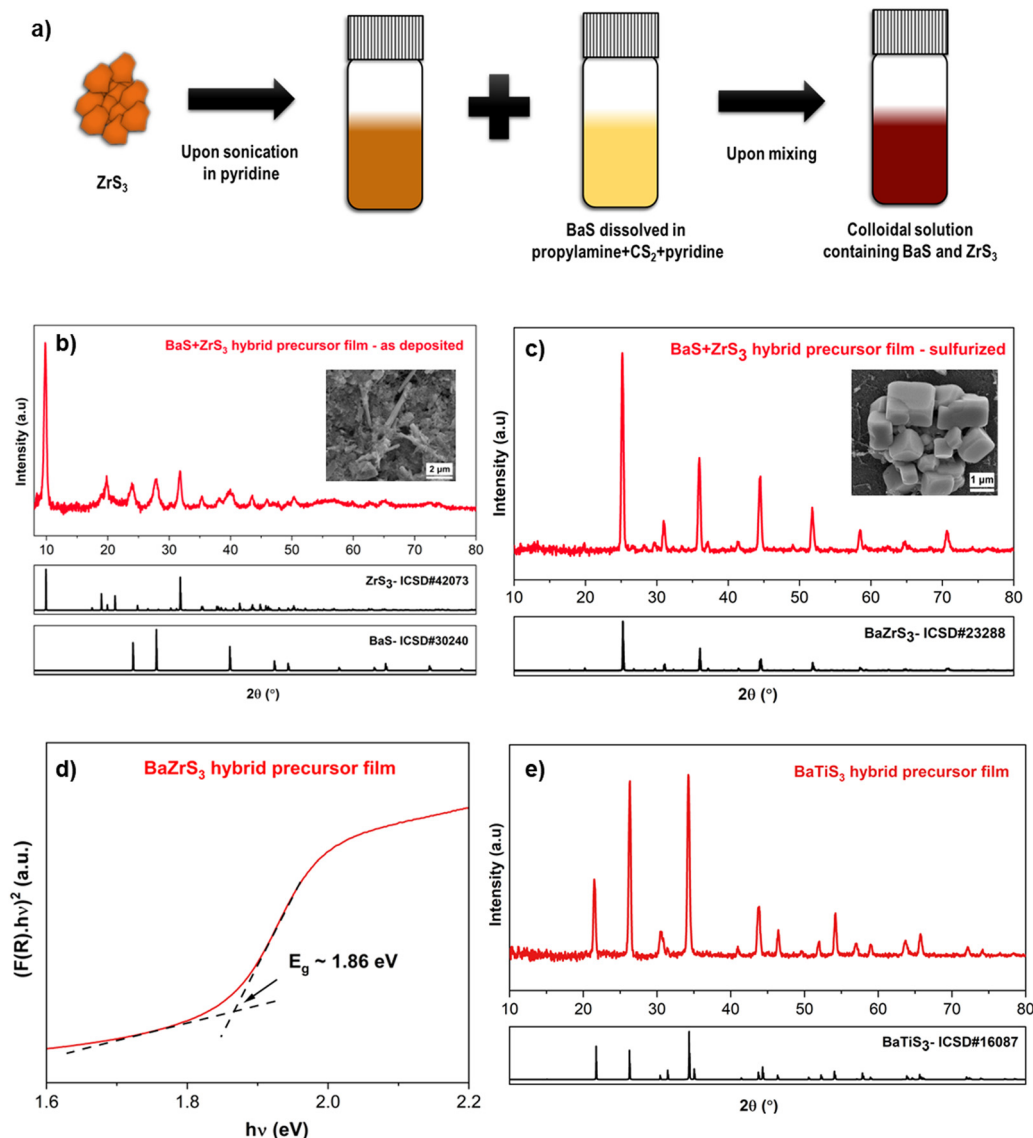 a)
ZrS₃
Upon sonication
in pyridine
BaS dissolved in
propylamine+CS₂+pyridine
Upon mixing
Colloidal solution
containing BaS and ZrS₃
b)
BaS+ZrS₃ hybrid precursor film - as deposited
2 µm
Intensity (a.u)
10 20 30 40 50 60 70 80
ZrS₃- ICSD#42073
BaS- ICSD#30240
2θ (°)
c)
BaS+ZrS₃ hybrid precursor film - sulfurized
1 µm
Intensity (a.u)
10 20 30 40 50 60 70 80
BaZrS₃- ICSD#23288
2θ (°)
d)
BaZrS₃ hybrid precursor film
(F(R).hν)² (a.u.)
E_g ~ 1.86 eV
1.6 1.8 2.0 2.2
hν (eV)
e)
BaTiS₃ hybrid precursor film
Intensity (a.u)
10 20 30 40 50 60 70 80
BaTiS₃- ICSD#16087
2θ (°)